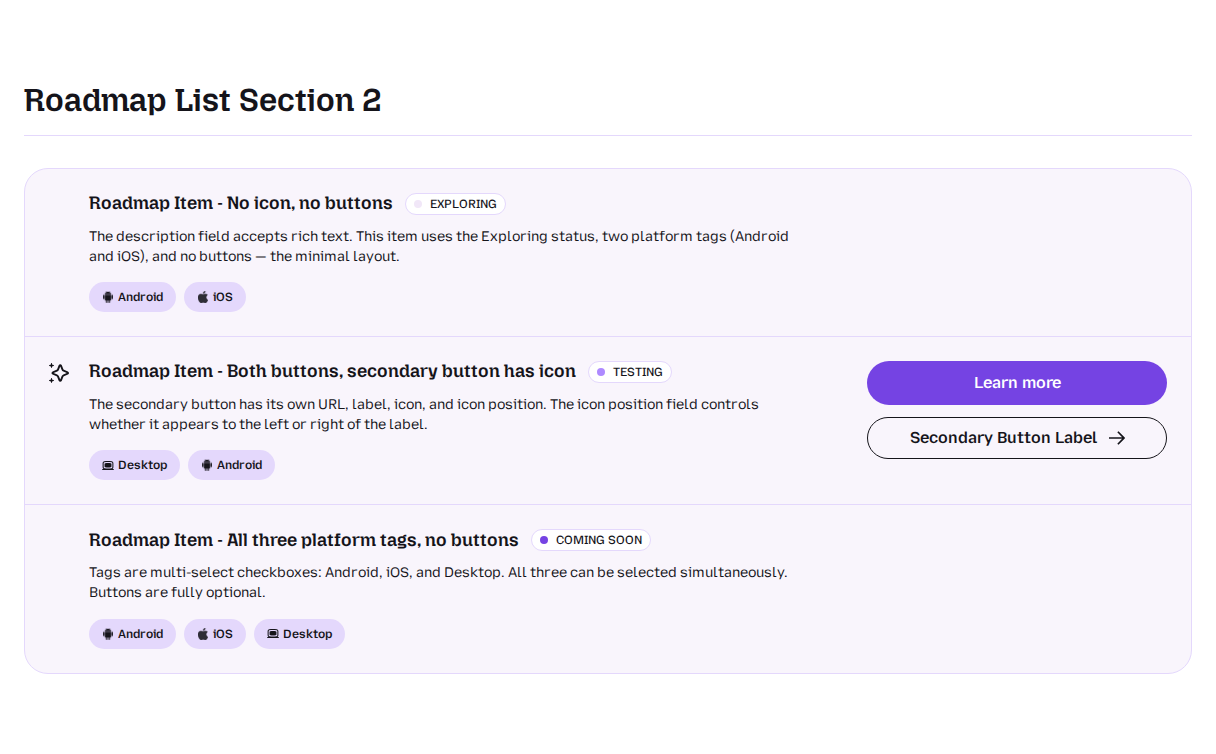 Roadmap List Section 2
Roadmap Item - No icon, no buttons EXPLORING
The description field accepts rich text. This item uses the Exploring status, two platform tags (Android
and iOS), and no buttons — the minimal layout.
Android iOS
Roadmap Item - Both buttons, secondary button has icon TESTING
The secondary button has its own URL, label, icon, and icon position. The icon position field controls
whether it appears to the left or right of the label.
Desktop Android
Learn more
Secondary Button Label
Roadmap Item - All three platform tags, no buttons COMING SOON
Tags are multi-select checkboxes: Android, iOS, and Desktop. All three can be selected simultaneously.
Buttons are fully optional.
Android iOS Desktop